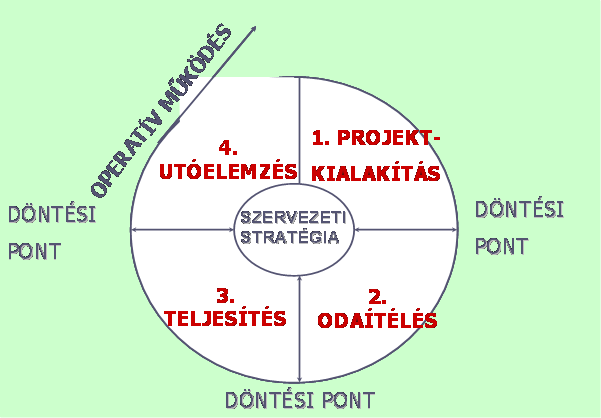 OPERATÍV MŰKÖDÉS
4.
UTÓELEMZÉS
1. PROJEKT-
KIALAKÍTÁS
DÖNTÉSI
PONT
SZERVEZETI
STRATÉGIA
DÖNTÉSI
PONT
3.
TELJESÍTÉS
2.
ODAÍTÉLÉS
DÖNTÉSI PONT